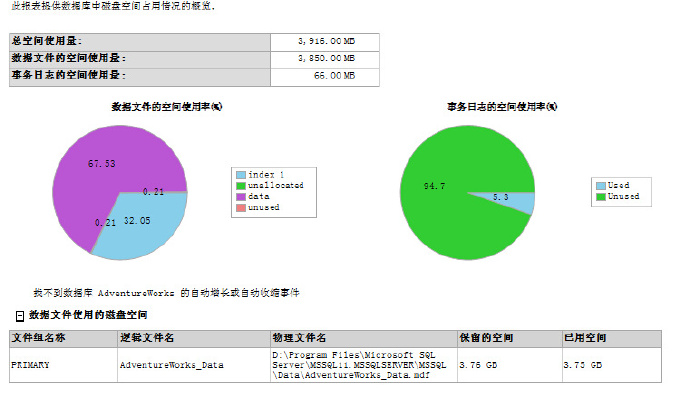 此报表提供数据库中磁盘空间占用情况的概览。
总空间使用量: 3,916.00 MB
数据文件的空间使用量: 3,850.00 MB
事务日志的空间使用量: 66.00 MB
数据文件的空间使用率(%)
67.53
0.21
0.21
32.05
index 1
unallocated
data
unused
事务日志的空间使用率(%)
94.7
5.3
Used
Unused
找不到数据库 AdventureWorks 的自动增长或自动收缩事件
数据文件使用的磁盘空间
文件组名称 逻辑文件名 物理文件名 保留的空间 已用空间
PRIMARY AdventureWorks_Data
D:\Program Files\Microsoft SQL
Server\MSSQL11.MSSQLSERVER\MSSQL
\Data\AdventureWorks_Data.mdf
3.76 GB
3.75 GB